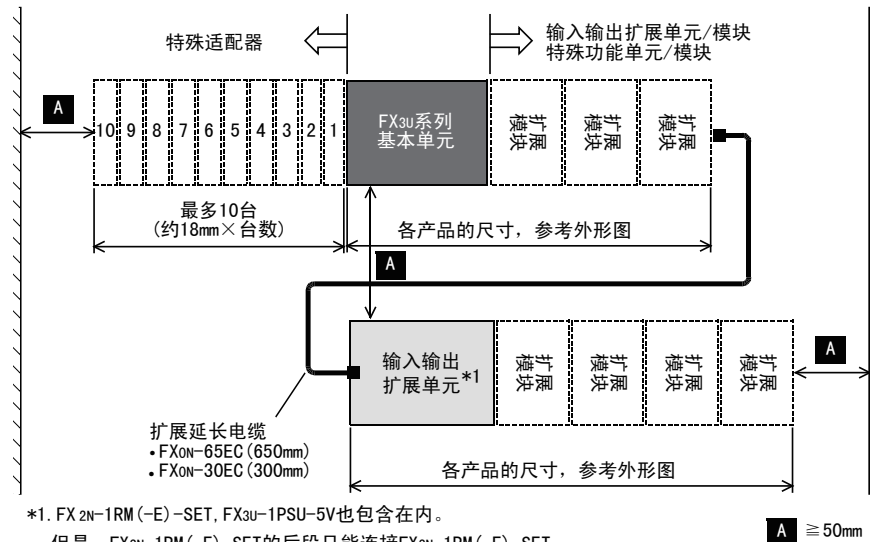 特殊适配器
输入输出扩展单元/模块
特殊功能单元/模块
A
10 9 8 7 6 5 4 3 2 1
FX3U系列
基本单元
扩展
模块
扩展
模块
扩展
模块
最多10台
(约18mm×台数)
各产品的尺寸，参考外形图
A
输入输出
扩展单元*1
扩展
模块
扩展
模块
扩展
模块
扩展
模块
A
扩展延长电缆
•FX0N-65EC(650mm)
•FX0N-30EC(300mm)
各产品的尺寸，参考外形图
*1. FX2N-1RM(-E)-SET,FX3U-1PSU-5V也包含在内。
A ≧50mm